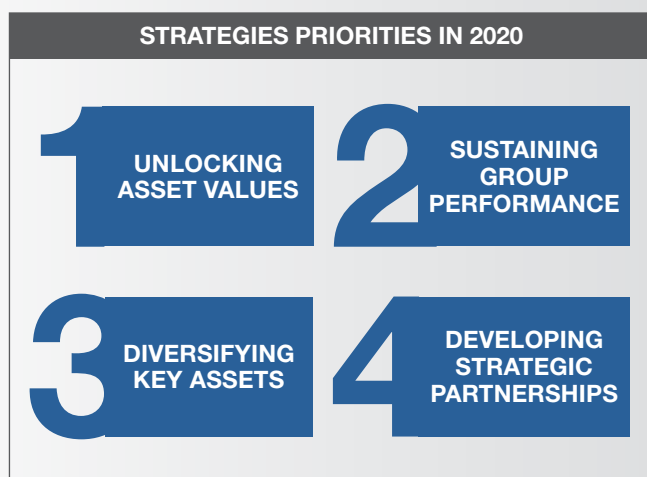 STRATEGIES PRIORITIES IN 2020
1
UNLOCKING
ASSET VALUES
2
SUSTAINING
GROUP
PERFORMANCE
3
DIVERSIFYING
KEY ASSETS
4
DEVELOPING
STRATEGIC
PARTNERSHIPS